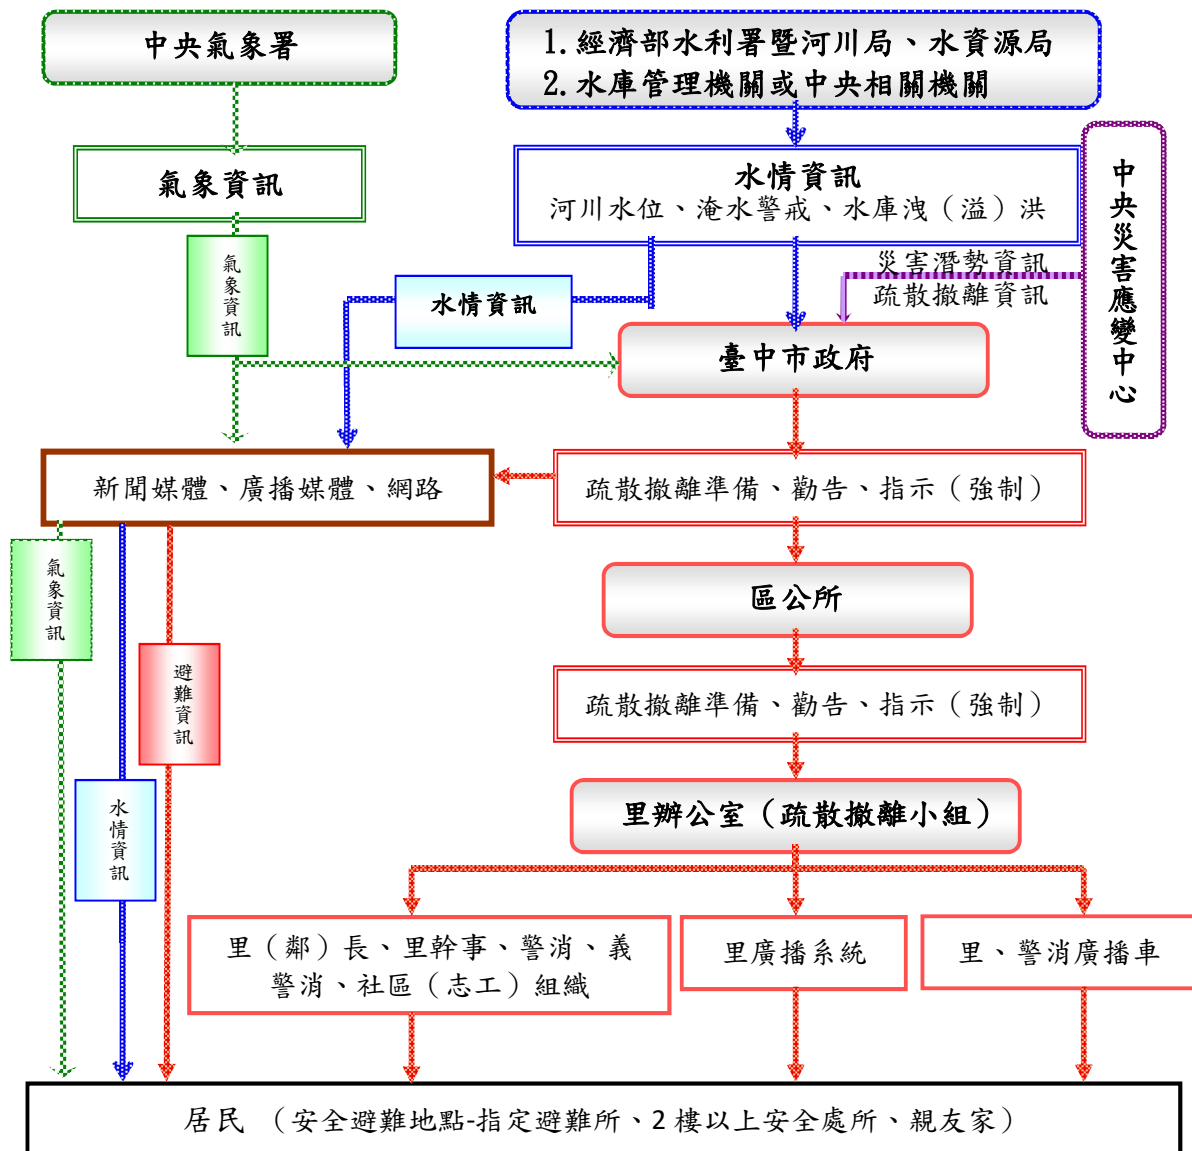 中央氣象署
1.經濟部水利署暨河川局、水資源局
2.水庫管理機關或中央相關機關
氣象資訊
水情資訊
河川水位、淹水警戒、水庫洩（溢）洪
中央災害應變中心
氣象資訊
水情資訊
災害潛勢資訊
疏散撤離資訊
臺中市政府
新聞媒體、廣播媒體、網路
疏散撤離準備、勸告、指示（強制）
氣象資訊
區公所
避難資訊
疏散撤離準備、勸告、指示（強制）
水情資訊
里辦公室（疏散撤離小組）
里（鄰）長、里幹事、警消、義
警消、社區（志工）組織
里廣播系統
里、警消廣播車
居民 （安全避難地點-指定避難所、2樓以上安全處所、親友家）